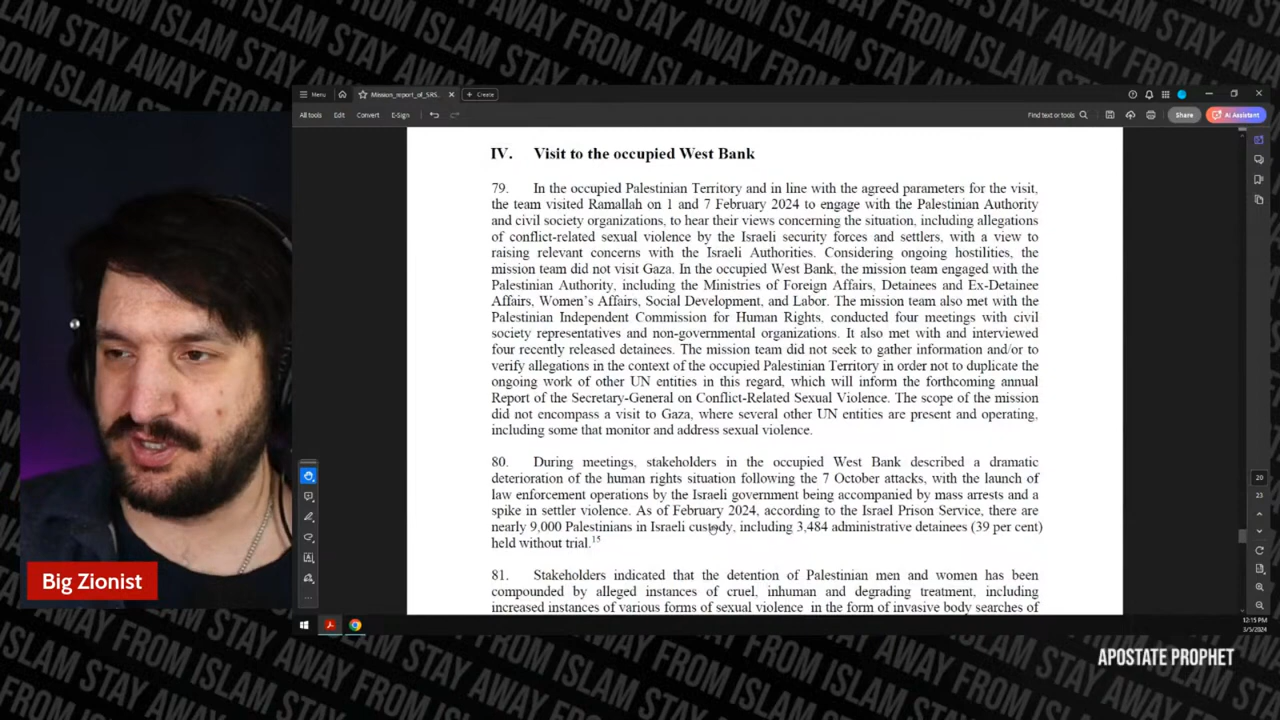 STAY AWAY FROM ISLAM STAY AWAY FROM ISLAM
Menu
Mission_report_of_SRS...
+ Create
All tools Edit Convert E-Sign
Find text or tools
Share
AI Assistant
IV. Visit to the occupied West Bank
79. In the occupied Palestinian Territory and in line with the agreed parameters for the visit,
the team visited Ramallah on 1 and 7 February 2024 to engage with the Palestinian Authority
and civil society organizations, to hear their views concerning the situation, including allegations
of conflict-related sexual violence by the Israeli security forces and settlers, with a view to
raising relevant concerns with the Israeli Authorities. Considering ongoing hostilities, the
mission team did not visit Gaza. In the occupied West Bank, the mission team engaged with the
Palestinian Authority, including the Ministries of Foreign Affairs, Detainees and Ex-Detainee
Affairs, Women's Affairs, Social Development, and Labor. The mission team also met with the
Palestinian Independent Commission for Human Rights, conducted four meetings with civil
society representatives and non-governmental organizations. It also met with and interviewed
four recently released detainees. The mission team did not seek to gather information and/or to
verify allegations in the context of the occupied Palestinian Territory in order not to duplicate the
ongoing work of other UN entities in this regard, which will inform the forthcoming annual
Report of the Secretary-General on Conflict-Related Sexual Violence. The scope of the mission
did not encompass a visit to Gaza, where several other UN entities are present and operating,
including some that monitor and address sexual violence.
80. During meetings, stakeholders in the occupied West Bank described a dramatic
deterioration of the human rights situation following the 7 October attacks, with the launch of
law enforcement operations by the Israeli government being accompanied by mass arrests and a
spike in settler violence. As of February 2024, according to the Israel Prison Service, there are
nearly 9,000 Palestinians in Israeli custody, including 3,484 administrative detainees (39 per cent)
held without trial.15
81. Stakeholders indicated that the detention of Palestinian men and women has been
compounded by alleged instances of cruel, inhuman and degrading treatment, including
increased instances of various forms of sexual violence in the form of invasive body searches of
20
23
12:15 PM
3/5/2024
Big Zionist
APOSTATE PROPHET